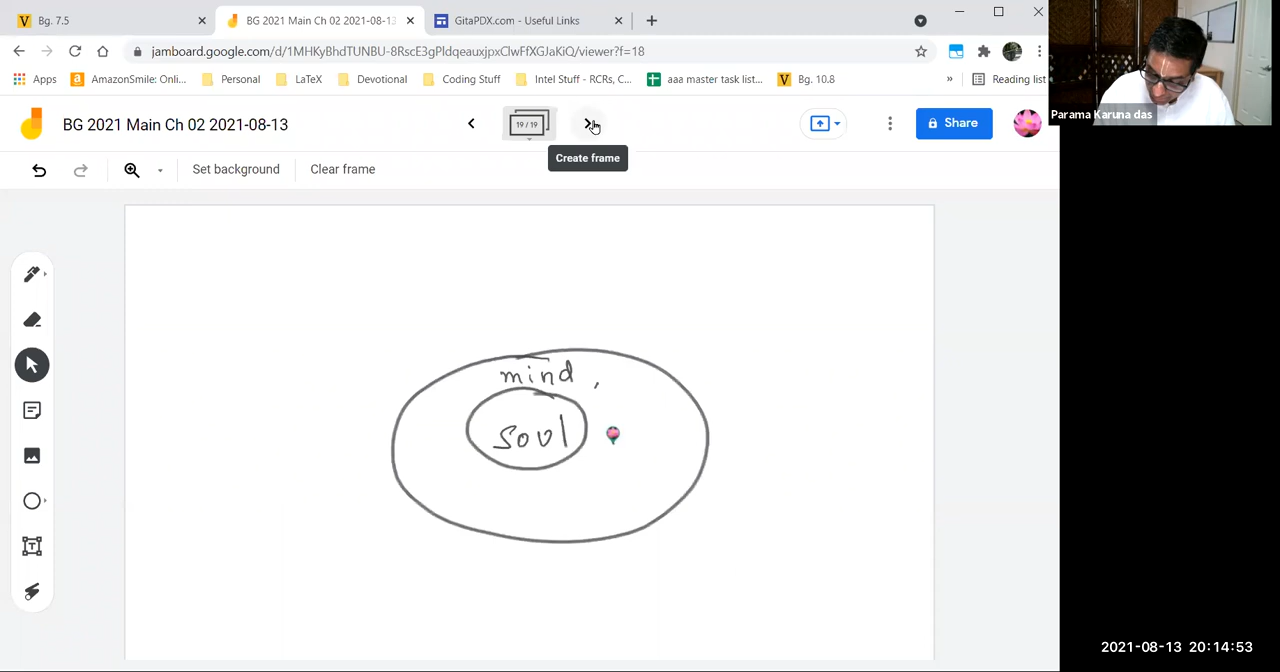 Bg. 7.5
BG 2021 Main Ch 02 2021-08-13
GitaPDX.com - Useful Links
jamboard.google.com/d/1MHKyBhdTUNBU-8RscE3gPldqeauxjpxClwFfXGJaKiQ/viewer?f=18
Apps
AmazonSmile: Onli...
Personal
LaTeX
Devotional
Coding Stuff
Intel Stuff - RCRs, C...
aaa master task list...
Bg. 10.8
»
Reading list
Parama Karuna das
BG 2021 Main Ch 02 2021-08-13
19 / 19
Share
Create frame
Set background
Clear frame
mind,
soul
2021-08-13 20:14:53